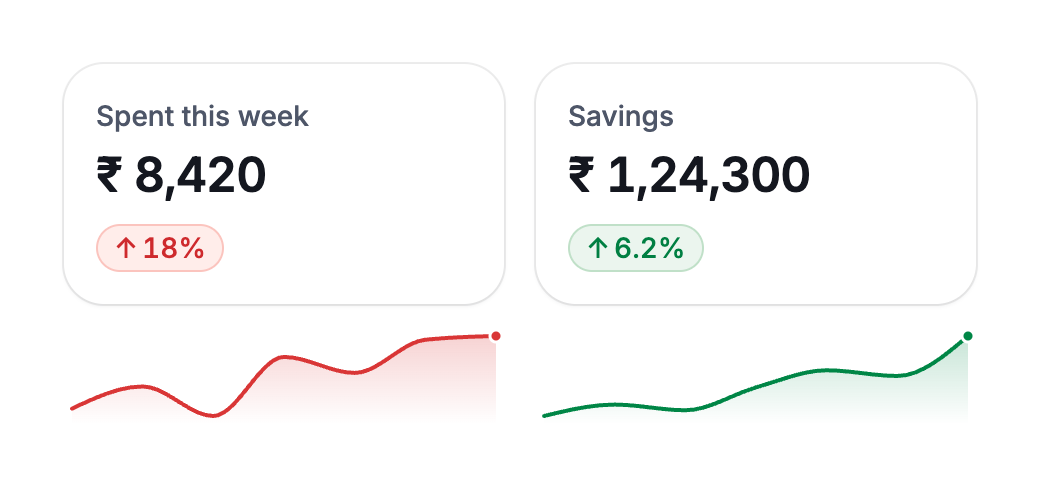 Spent this week
₹ 8,420
↑ 18%
Savings
₹ 1,24,300
↑ 6.2%